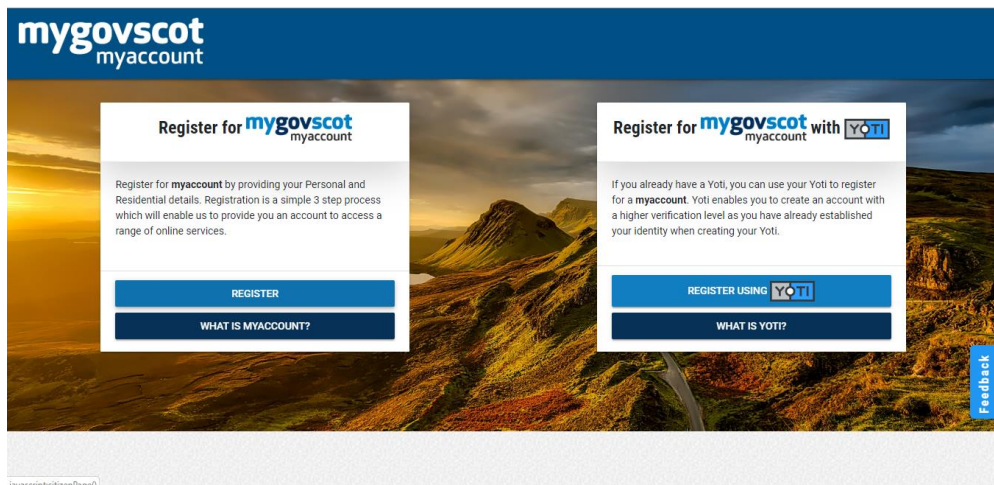 mygovscot
myaccount
Register for mygovscot
myaccount
Register for myaccount by providing your Personal and
Residential details. Registration is a simple 3 step process
which will enable us to provide you an account to access a
range of online services.
REGISTER
WHAT IS MYACCOUNT?
Register for mygovscot with YOTI
myaccount
If you already have a Yoti, you can use your Yoti to register
for a myaccount. Yoti enables you to create an account with
a higher verification level as you have already established
your identity when creating your Yoti.
REGISTER USING YOTI
WHAT IS YOTI?
Feedback